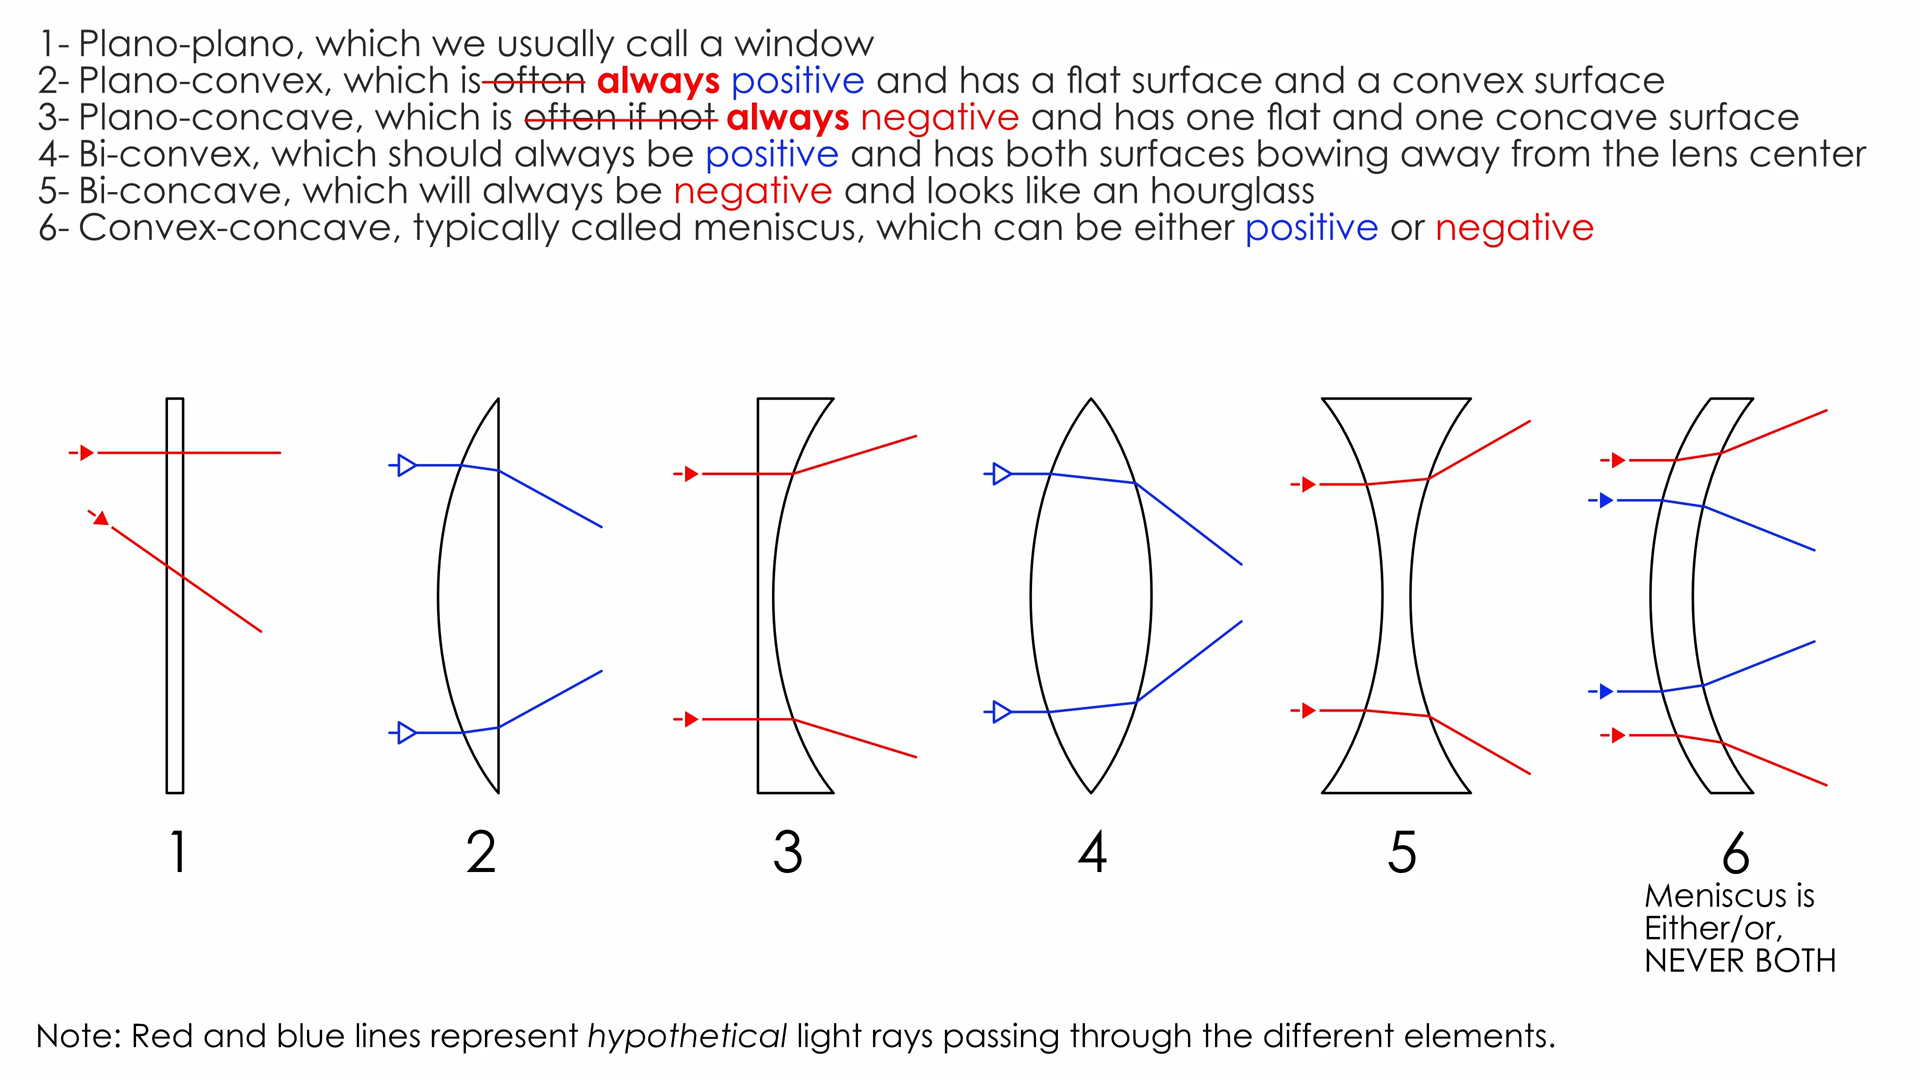 1- Plano-plano, which we usually call a window
2- Plano-convex, which is often always positive and has a flat surface and a convex surface
3- Plano-concave, which is often if not always negative and has one flat and one concave surface
4- Bi-convex, which should always be positive and has both surfaces bowing away from the lens center
5- Bi-concave, which will always be negative and looks like an hourglass
6- Convex-concave, typically called meniscus, which can be either positive or negative
1
2
3
4
5
6
Meniscus is
Either/or,
NEVER BOTH
Note: Red and blue lines represent hypothetical light rays passing through the different elements.